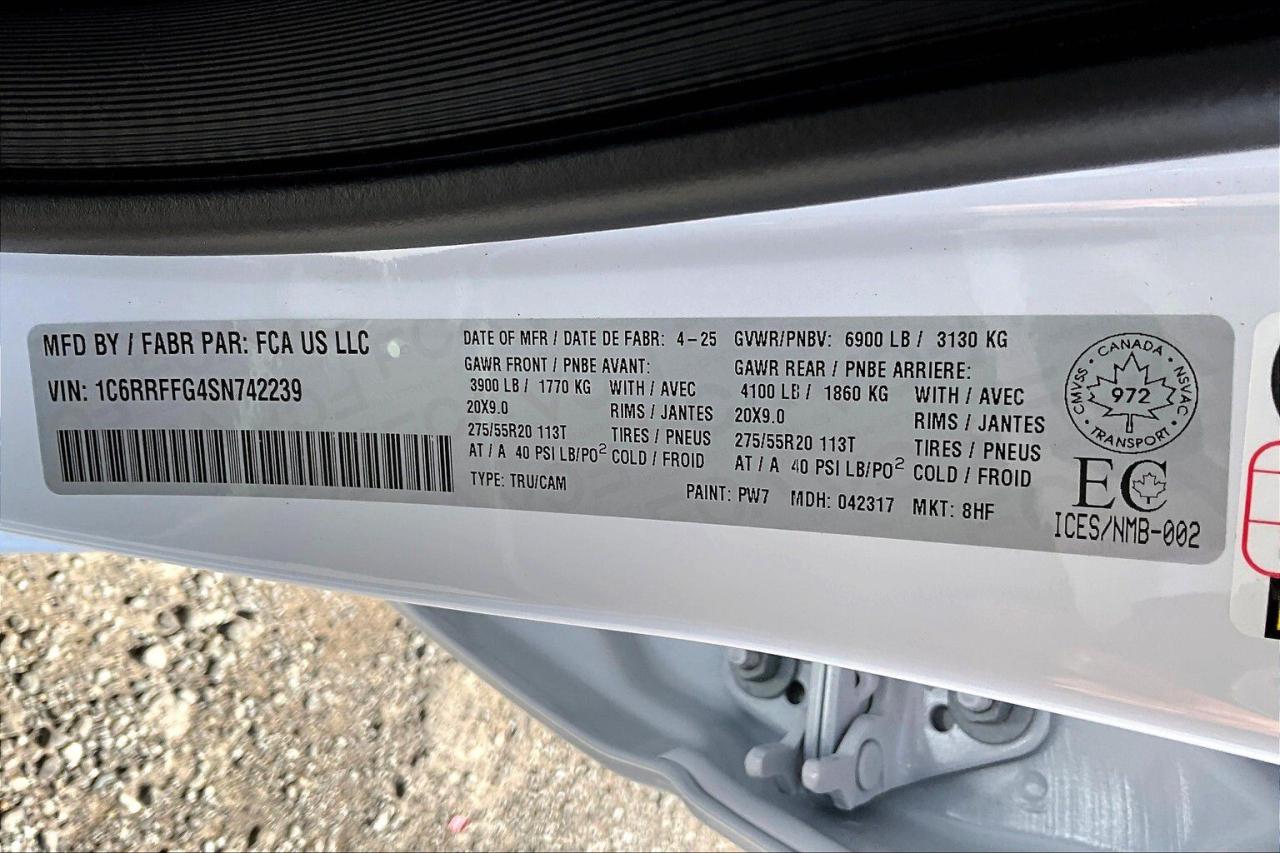 MFD BY / FABR PAR: FCA US LLC
VIN: 1C6RRFFG4SN742239
DATE OF MFR / DATE DE FABR: 4-25
GAWR FRONT / PNBE AVANT:
3900 LB / 1770 KG WITH / AVEC
20X9.0 RIMS / JANTES
275/55R20 113T TIRES / PNEUS
AT / A 40 PSI LB/PO² COLD / FROID
TYPE: TRU/CAM
GVWR/PNBV: 6900 LB / 3130 KG
GAWR REAR / PNBE ARRIERE:
4100 LB / 1860 KG WITH / AVEC
20X9.0 RIMS / JANTES
275/55R20 113T TIRES / PNEUS
AT / A 40 PSI LB/PO² COLD / FROID
PAINT: PW7 MDH: 042317 MKT: 8HF
CANADA
CMVSS · NSVAC
972
TRANSPORT
EC
ICES/NMB-002